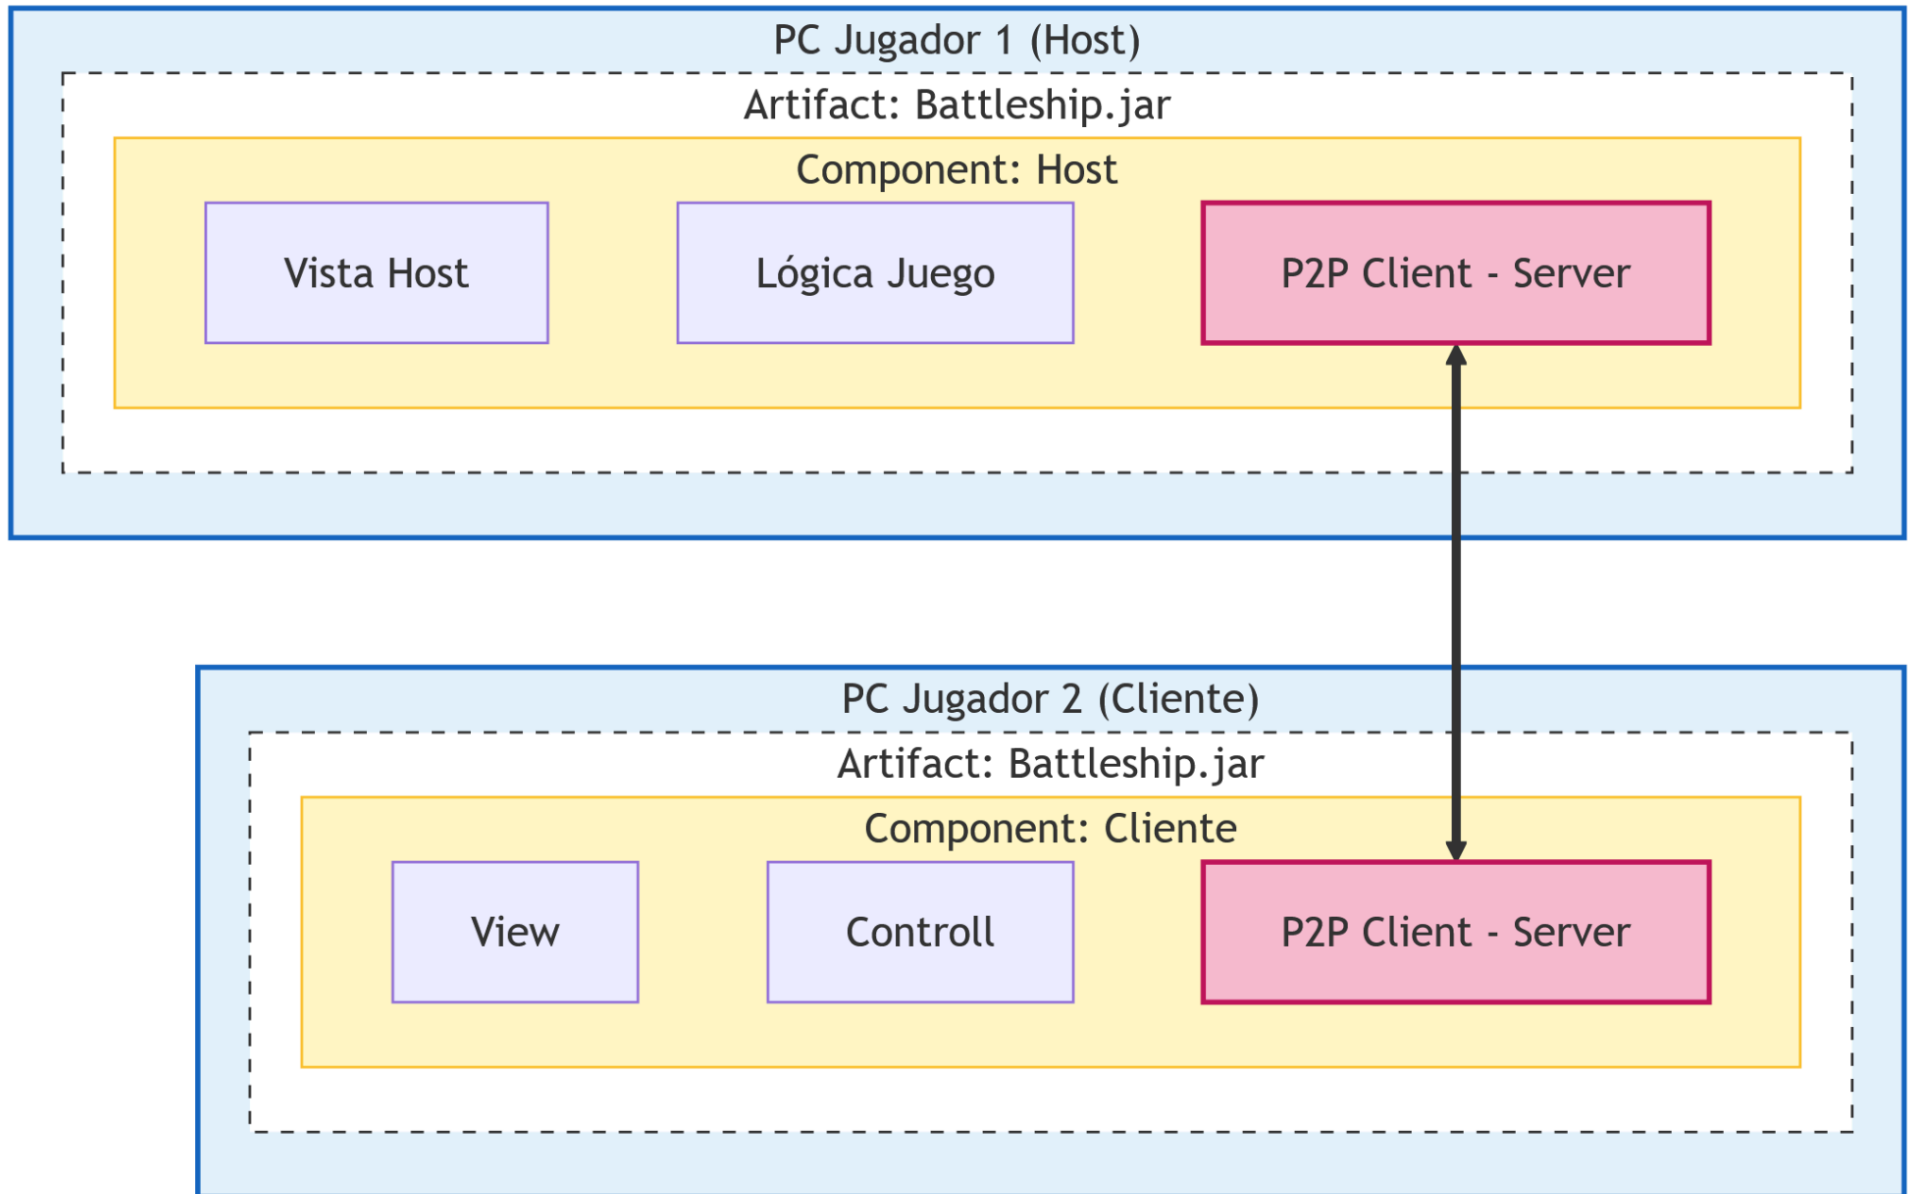 PC Jugador 1 (Host)
Artifact: Battleship.jar
Component: Host
Vista Host
Lógica Juego
P2P Client - Server
PC Jugador 2 (Cliente)
Artifact: Battleship.jar
Component: Cliente
View
Controll
P2P Client - Server